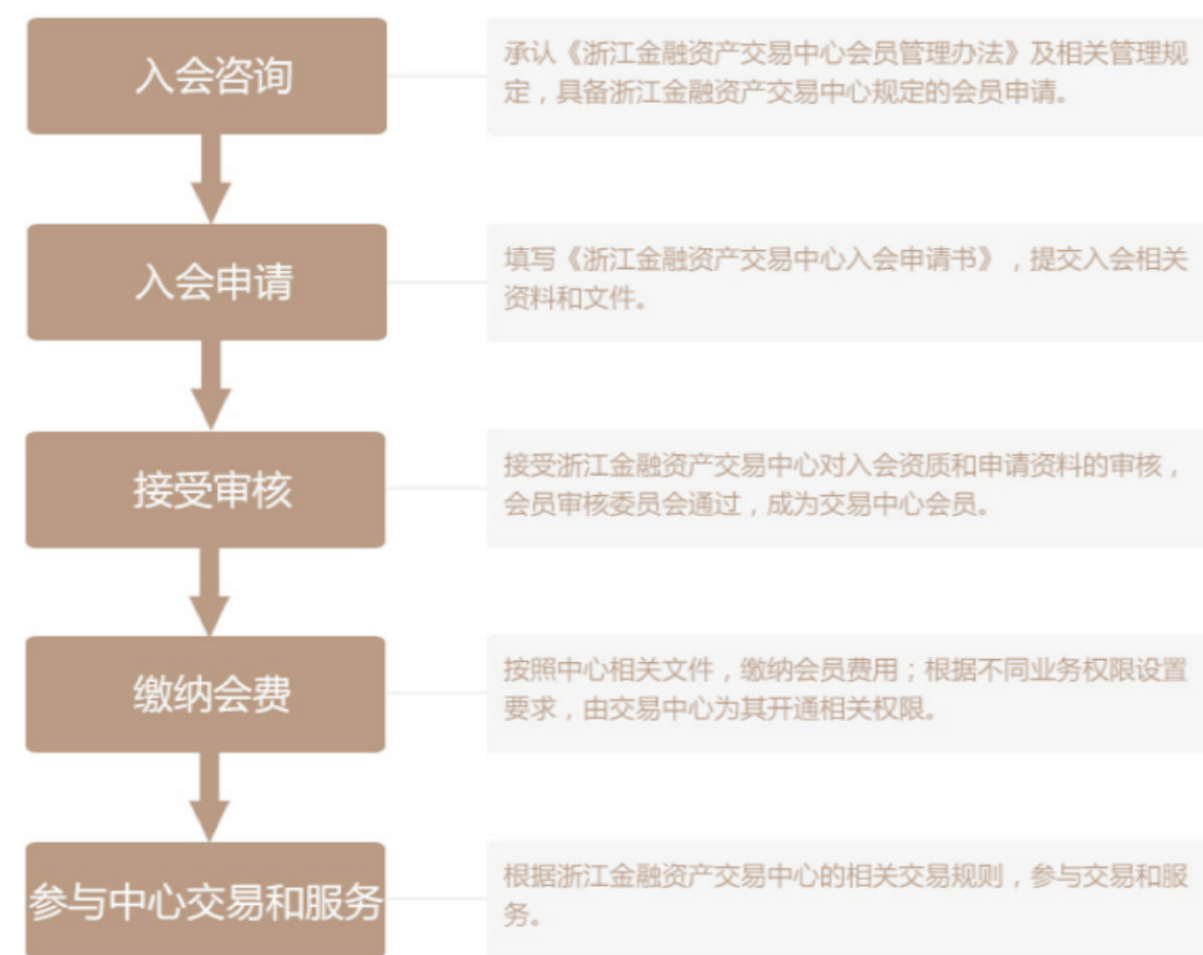 入会咨询
承认《浙江金融资产交易中心会员管理办法》及相关管理规
定，具备浙江金融资产交易中心规定的会员申请。
入会申请
填写《浙江金融资产交易中心入会申请书》，提交入会相关
资料和文件。
接受审核
接受浙江金融资产交易中心对入会资质和申请资料的审核，
会员审核委员会通过，成为交易中心会员。
缴纳会费
按照中心相关文件，缴纳会员费用；根据不同业务权限设置
要求，由交易中心为其开通相关权限。
参与中心交易和服务
根据浙江金融资产交易中心的相关交易规则，参与交易和服
务。